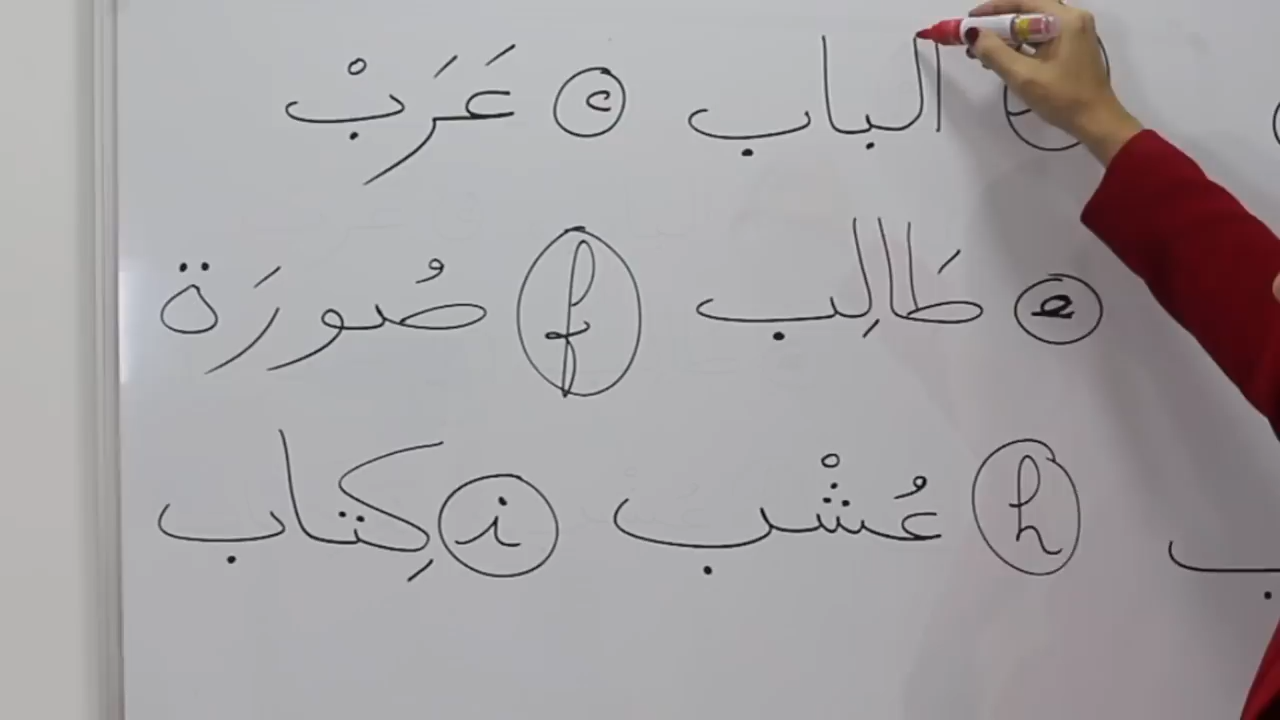 الباب c عَرَبْ
e طَالِب f صُورَة
h عُشْب i كِتاب